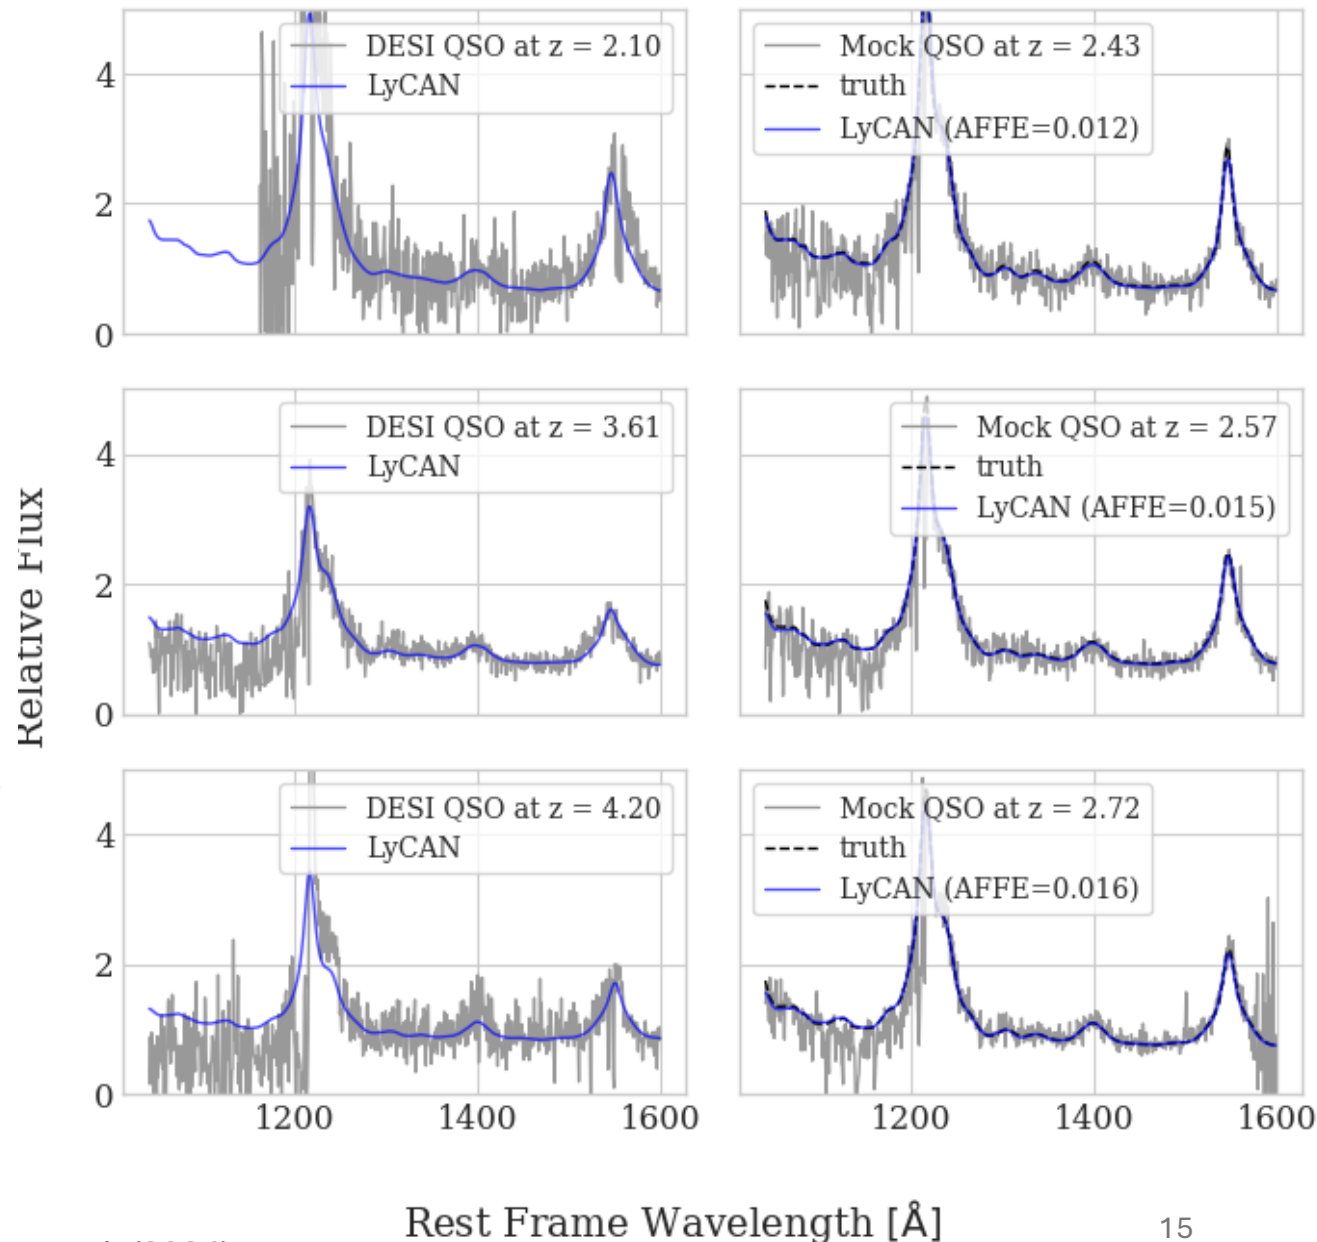 DESI QSO at z = 2.10
LyCAN
4
2
0
Mock QSO at z = 2.43
truth
LyCAN (AFFE=0.012)
DESI QSO at z = 3.61
LyCAN
4
2
0
Mock QSO at z = 2.57
truth
LyCAN (AFFE=0.015)
Relative Flux
DESI QSO at z = 4.20
LyCAN
4
2
0
1200 1400 1600
Mock QSO at z = 2.72
truth
LyCAN (AFFE=0.016)
1200 1400 1600
Rest Frame Wavelength [Å]
15